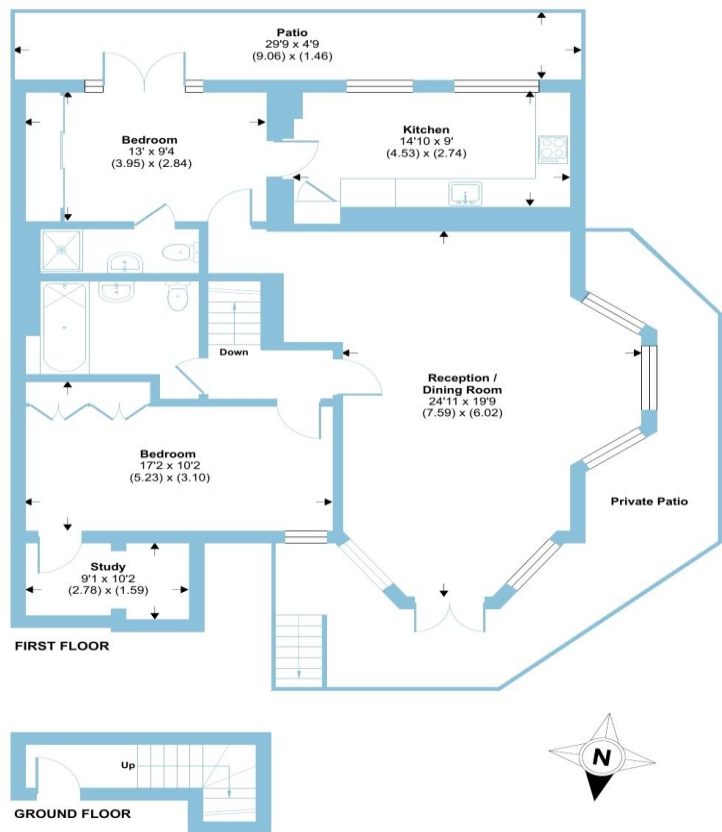 Patio
29'9 x 4'9
(9.06) x (1.46)
Bedroom
13' x 9'4
(3.95) x (2.84)
Kitchen
14'10 x 9'
(4.53) x (2.74)
Down
Reception /
Dining Room
24'11 x 19'9
(7.59) x (6.02)
Bedroom
17'2 x 10'2
(5.23) x (3.10)
Private Patio
Study
9'1 x 10'2
(2.78) x (1.59)
FIRST FLOOR
Up
GROUND FLOOR
N